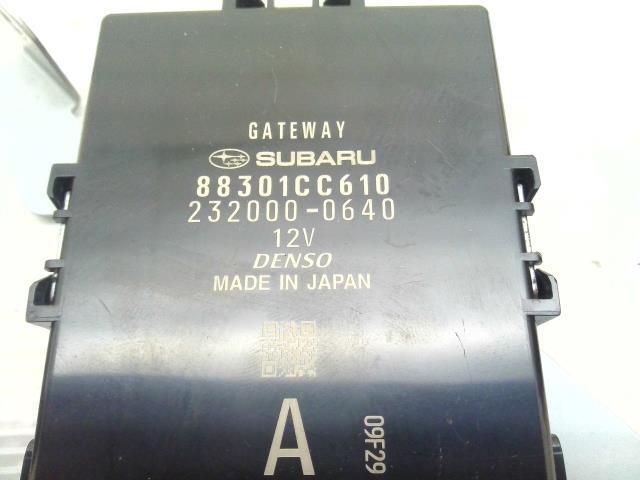 GATEWAY
SUBARU
88301CC610
232000-0640
12V
DENSO
MADE IN JAPAN
A
09F29